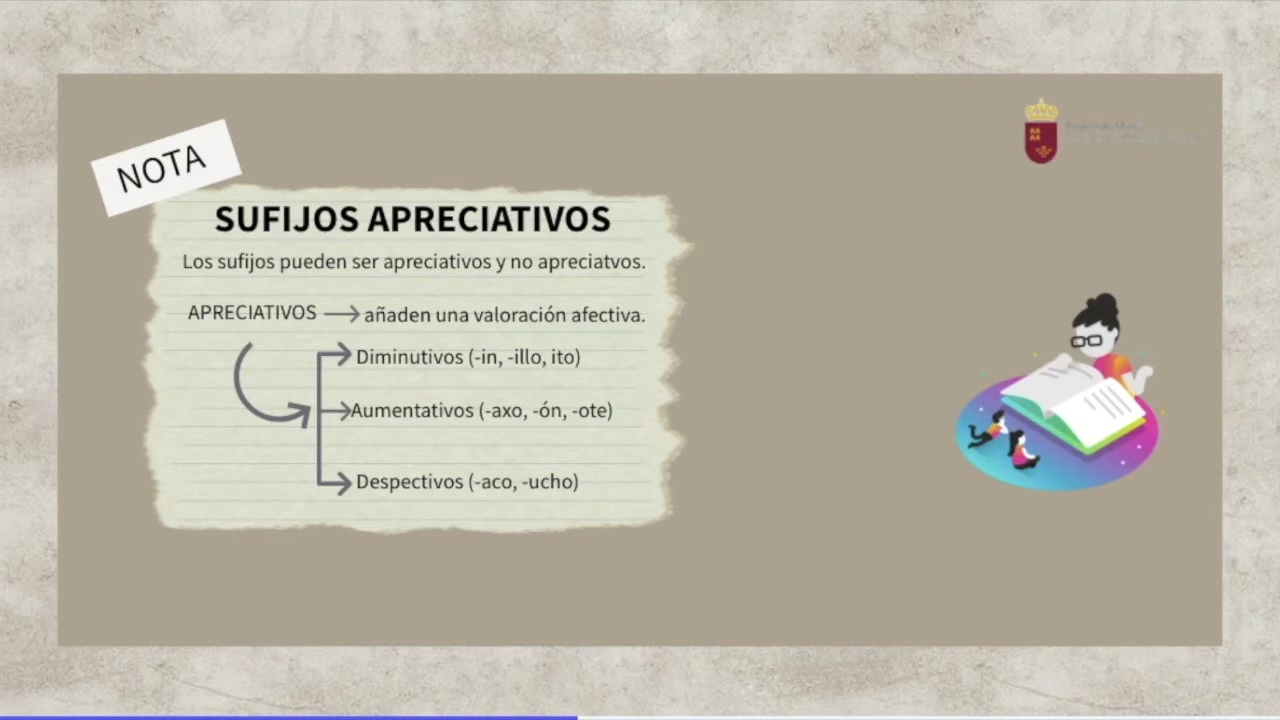 NOTA
SUFIJOS APRECIATIVOS
Los sufijos pueden ser apreciativos y no apreciatvos.
APRECIATIVOS añaden una valoración afectiva.
Diminutivos (-in, -illo, ito)
Aumentativos (-axo, -ón, -ote)
Despectivos (-aco, -ucho)